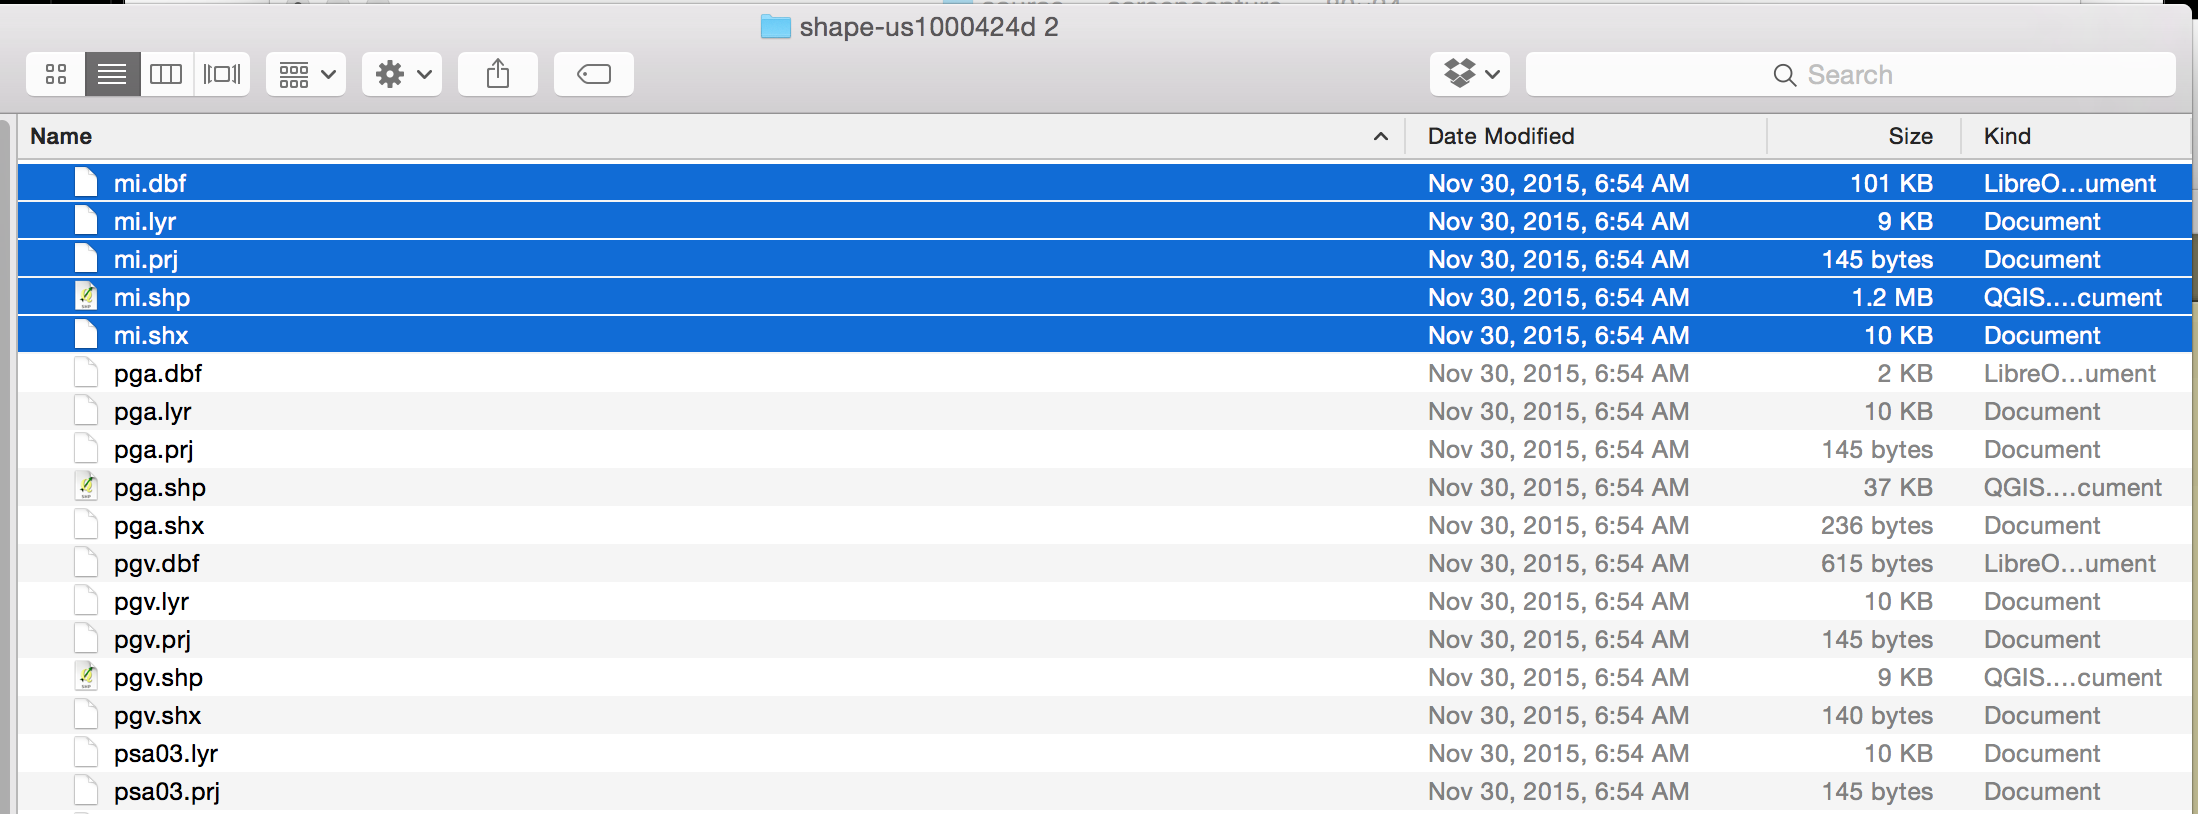 shape-us1000424d 2
Search
Name Date Modified Size Kind
mi.dbf Nov 30, 2015, 6:54 AM 101 KB LibreO...ument
mi.lyr Nov 30, 2015, 6:54 AM 9 KB Document
mi.prj Nov 30, 2015, 6:54 AM 145 bytes Document
mi.shp Nov 30, 2015, 6:54 AM 1.2 MB QGIS....cument
mi.shx Nov 30, 2015, 6:54 AM 10 KB Document
pga.dbf Nov 30, 2015, 6:54 AM 2 KB LibreO...ument
pga.lyr Nov 30, 2015, 6:54 AM 10 KB Document
pga.prj Nov 30, 2015, 6:54 AM 145 bytes Document
pga.shp Nov 30, 2015, 6:54 AM 37 KB QGIS....cument
pga.shx Nov 30, 2015, 6:54 AM 236 bytes Document
pgv.dbf Nov 30, 2015, 6:54 AM 615 bytes LibreO...ument
pgv.lyr Nov 30, 2015, 6:54 AM 10 KB Document
pgv.prj Nov 30, 2015, 6:54 AM 145 bytes Document
pgv.shp Nov 30, 2015, 6:54 AM 9 KB QGIS....cument
pgv.shx Nov 30, 2015, 6:54 AM 140 bytes Document
psa03.lyr Nov 30, 2015, 6:54 AM 10 KB Document
psa03.prj Nov 30, 2015, 6:54 AM 145 bytes Document